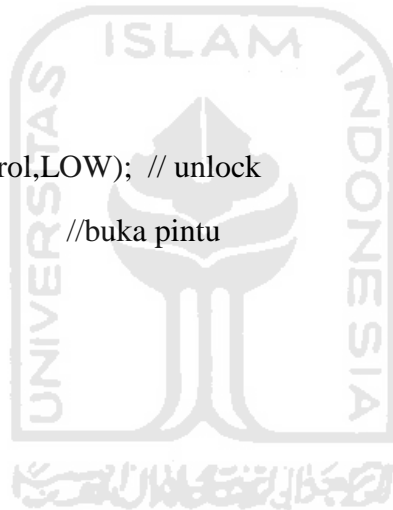 ISLAM
UNIVERSITAS
INDONESIA
rol,LOW); // unlock
//buka pintu